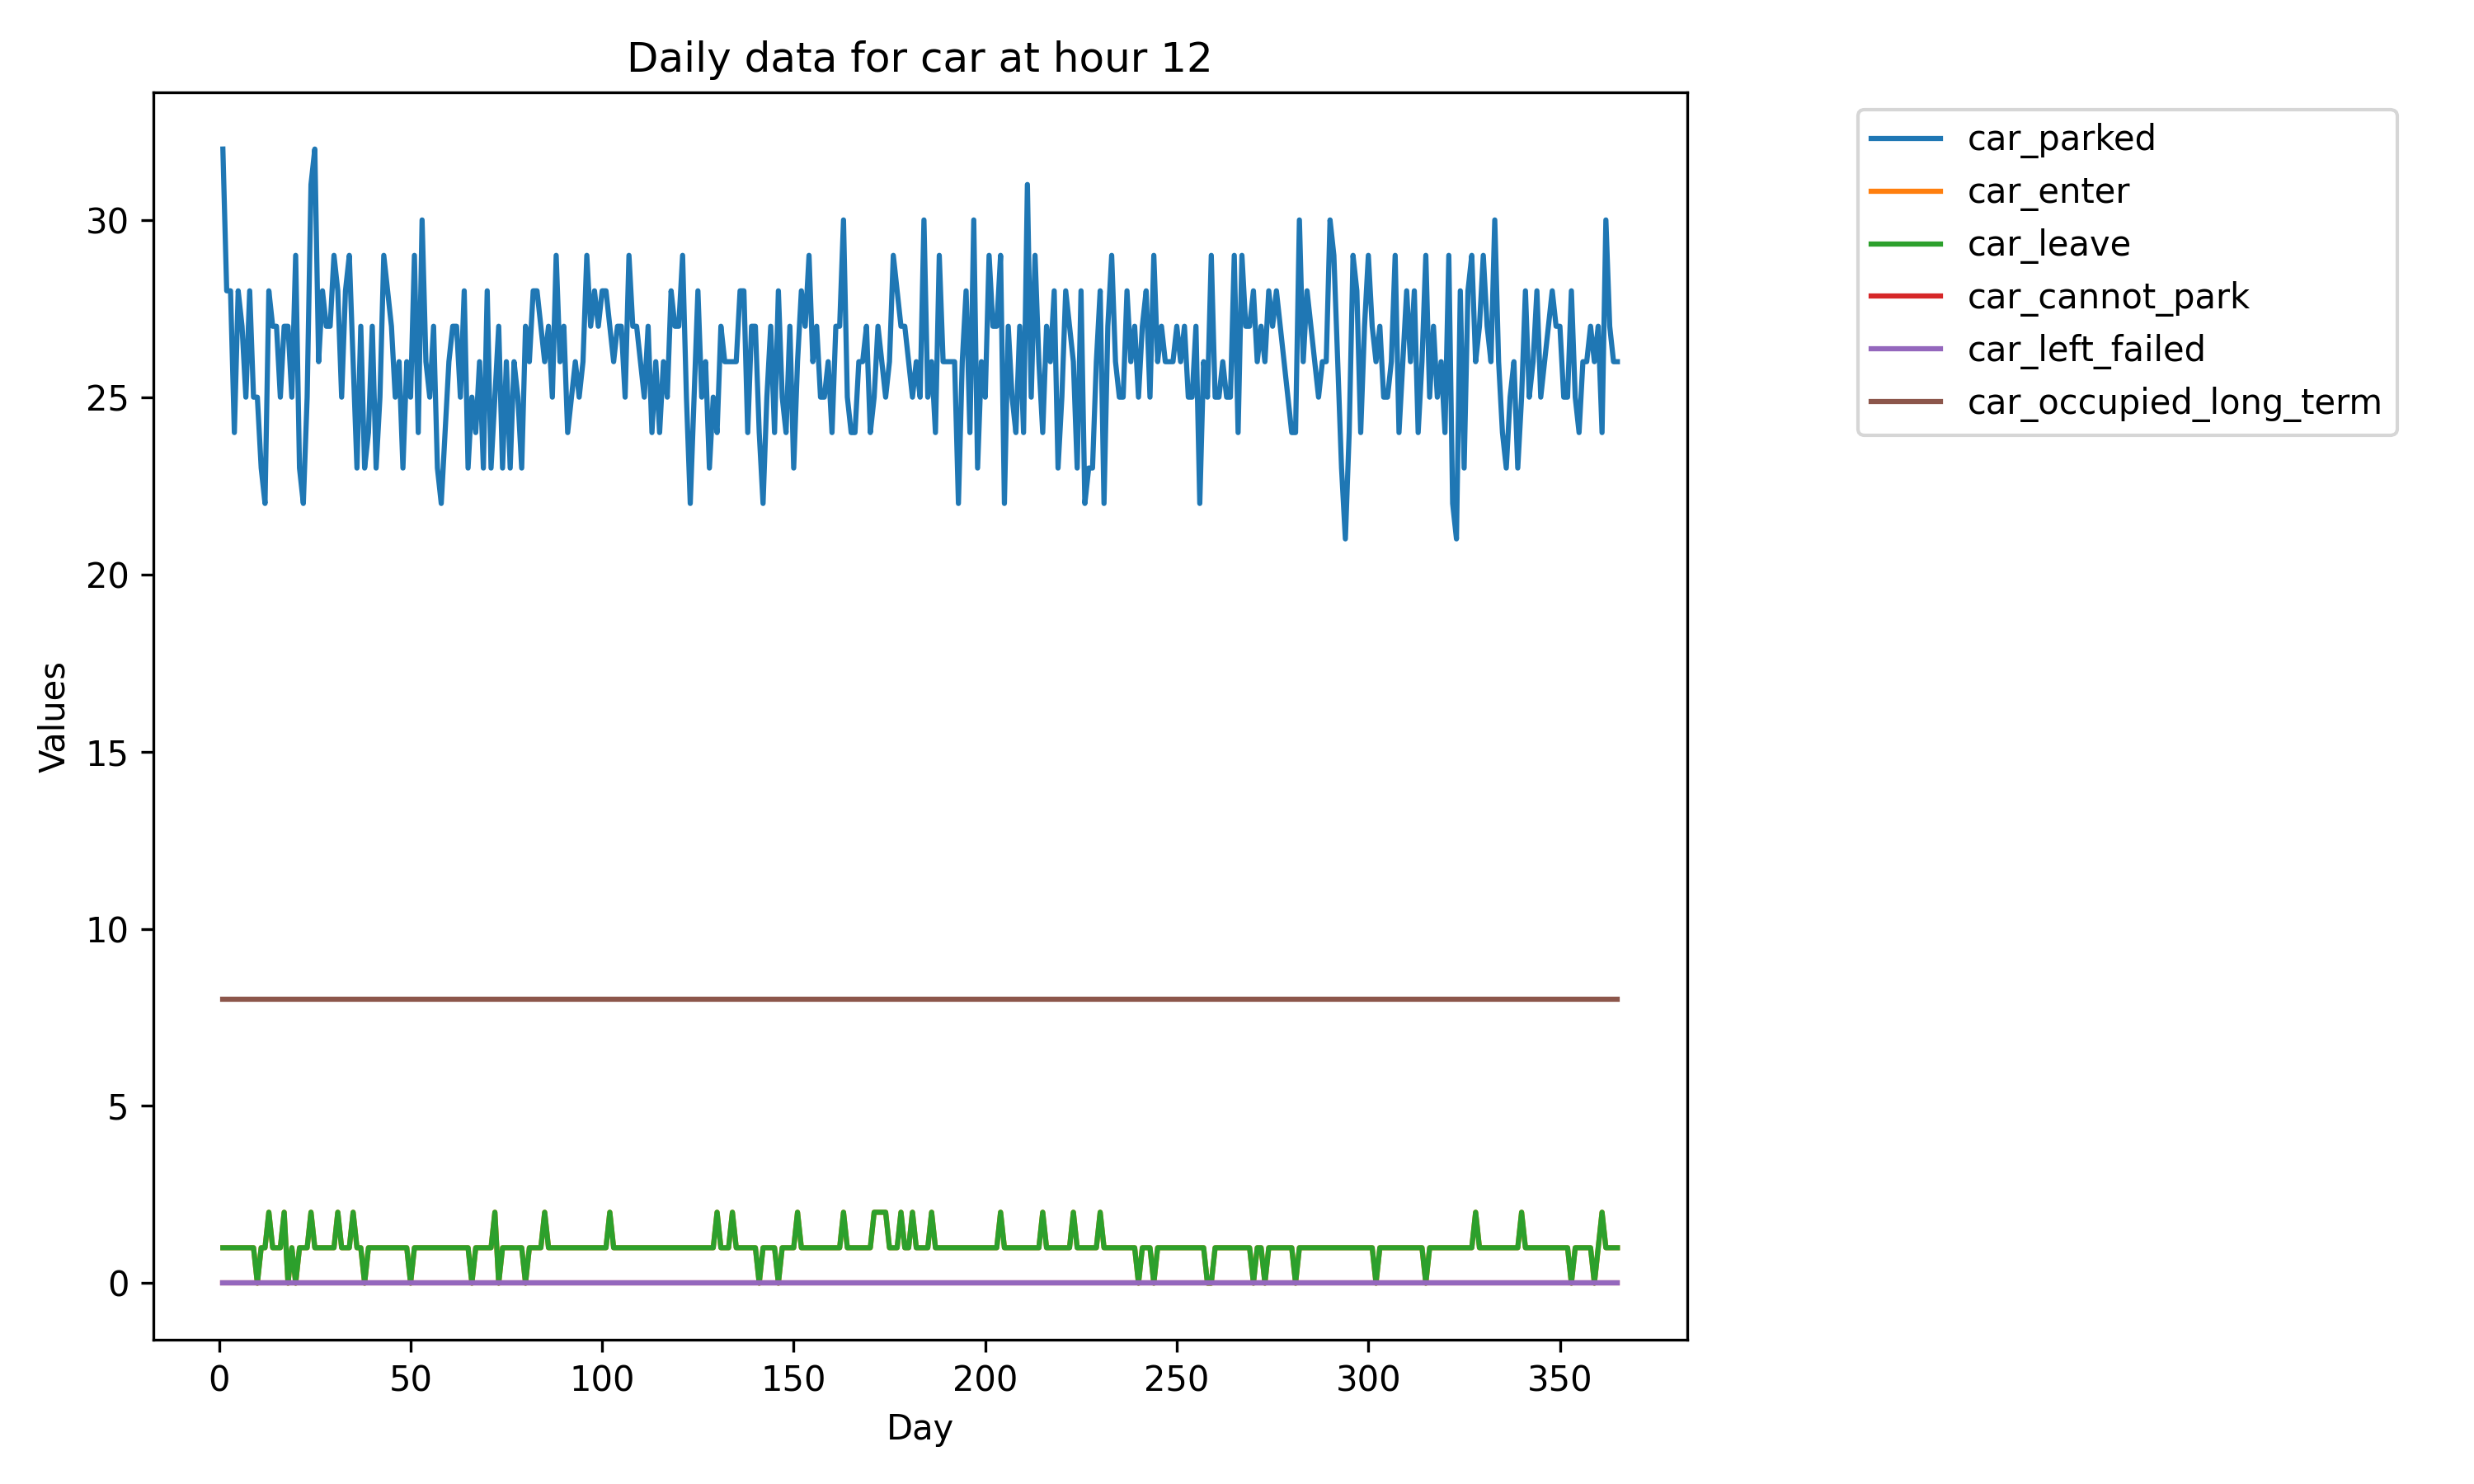 Daily data for car at hour 12
car_parked
car_enter
car_leave
car_cannot_park
car_left_failed
car_occupied_long_term
Values
30
25
20
15
10
5
0
0 50 100 150 200 250 300 350
Day